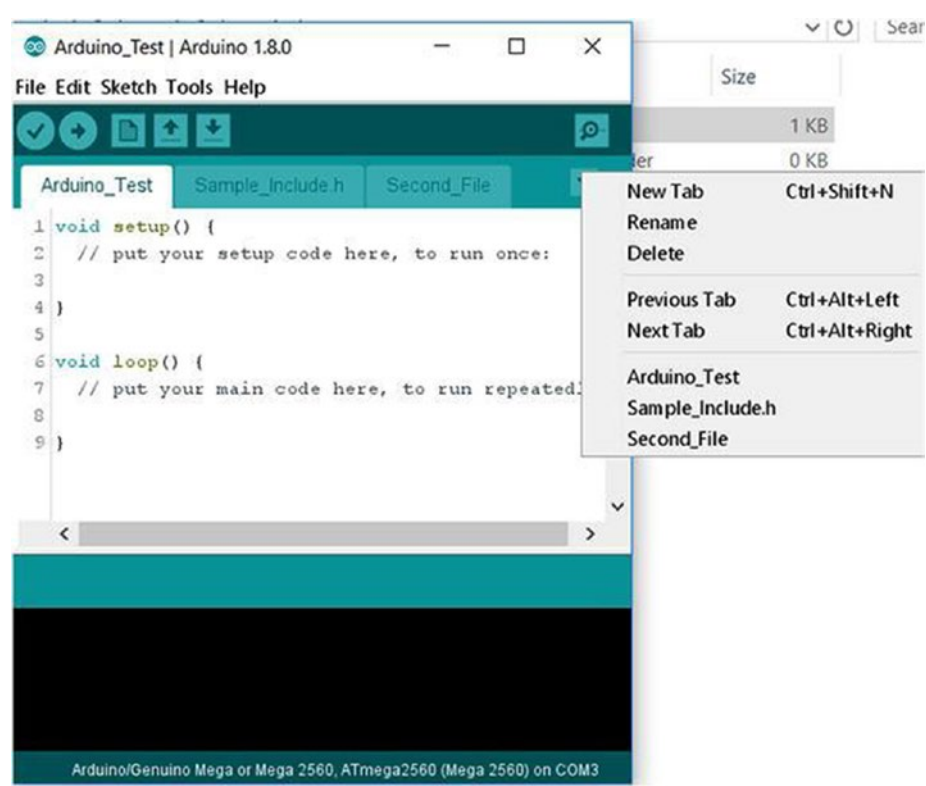 Arduino_Test | Arduino 1.8.0
File Edit Sketch Tools Help
Arduino_Test Sample_Include.h Second_File
1 void setup() {
2 // put your setup code here, to run once:
3
4 }
5
6 void loop() {
7 // put your main code here, to run
8
9 }
Arduino/Genuino Mega or Mega 2560, ATmega2560 (Mega 2560) on COM3
Size
1 KB
0 KB
New Tab Ctrl+Shift+N
Rename
Delete
Previous Tab Ctrl+Alt+Left
Next Tab Ctrl+Alt+Right
Arduino_Test
Sample_Include.h
Second_File